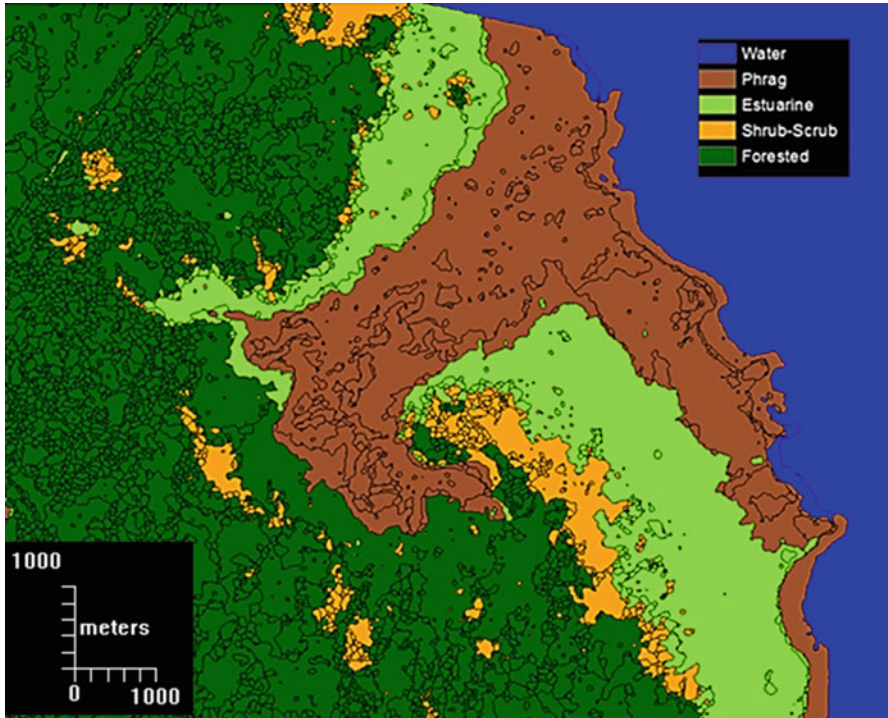 Water
Phrag
Estuarine
Shrub-Scrub
Forested
1000
meters
0 1000